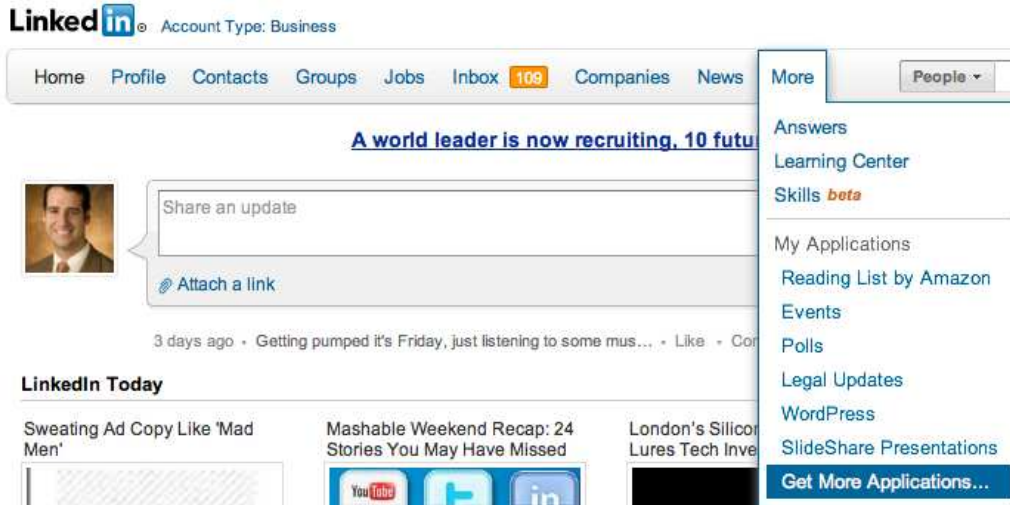 Linked in® Account Type: Business
Home Profile Contacts Groups Jobs Inbox 109 Companies News More People
A world leader is now recruiting, 10 futu
Answers
Learning Center
Skills beta
Share an update
Attach a link
My Applications
Reading List by Amazon
Events
Polls
Legal Updates
WordPress
SlideShare Presentations
Get More Applications...
3 days ago • Getting pumped it's Friday, just listening to some mus... • Like • Cor
LinkedIn Today
Sweating Ad Copy Like 'Mad
Men'
Mashable Weekend Recap: 24
Stories You May Have Missed
London's Silicor
Lures Tech Inve
You Tube
in